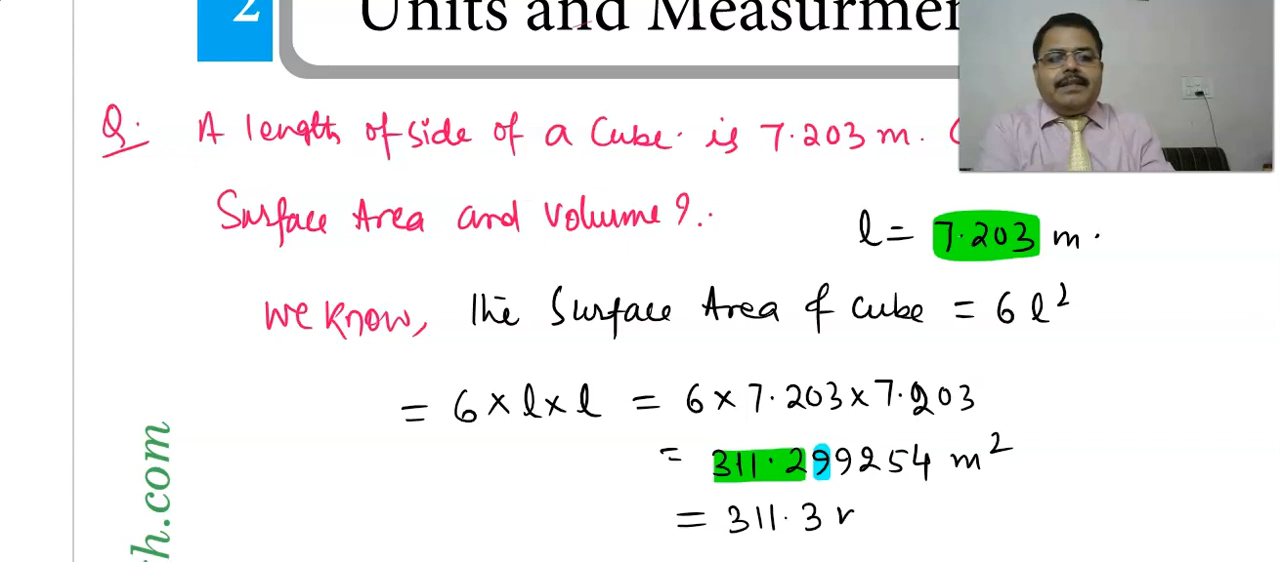 2 Units and Measurme
Q. A length of side of a Cube is 7.203 m.
Surface Area and volume?
l = 7.203 m.
We know, the Surface Area of cube = 6 l²
= 6 × l × l = 6 × 7.203 × 7.203
= 311.299254 m²
= 311.3
h.com